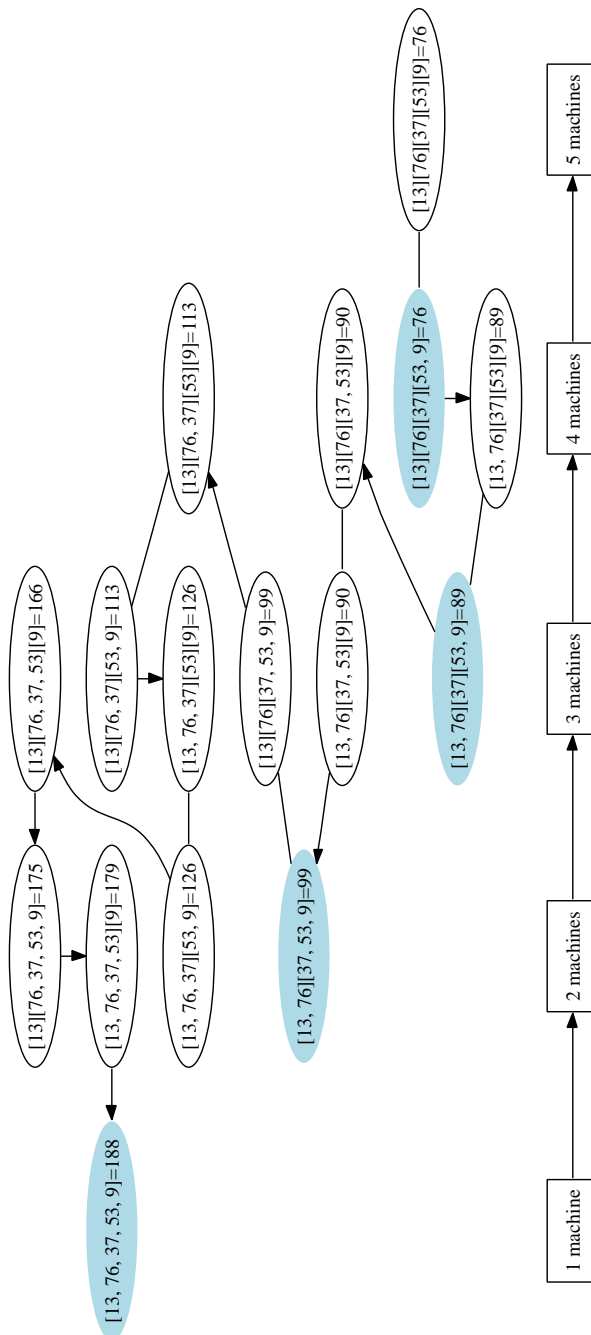 [13, 76, 37, 53, 9]=188
[13][76, 37, 53, 9]=175
[13, 76, 37, 53][9]=179
[13, 76, 37][53, 9]=126
[13, 76][37, 53, 9]=99
[13][76, 37, 53][9]=166
[13][76, 37][53, 9]=113
[13, 76, 37][53][9]=126
[13][76][37, 53, 9]=99
[13, 76][37, 53][9]=90
[13, 76][37][53, 9]=89
[13][76, 37][53][9]=113
[13][76][37, 53][9]=90
[13][76][37][53, 9]=76
[13, 76][37][53][9]=89
[13][76][37][53][9]=76
1 machine
2 machines
3 machines
4 machines
5 machines